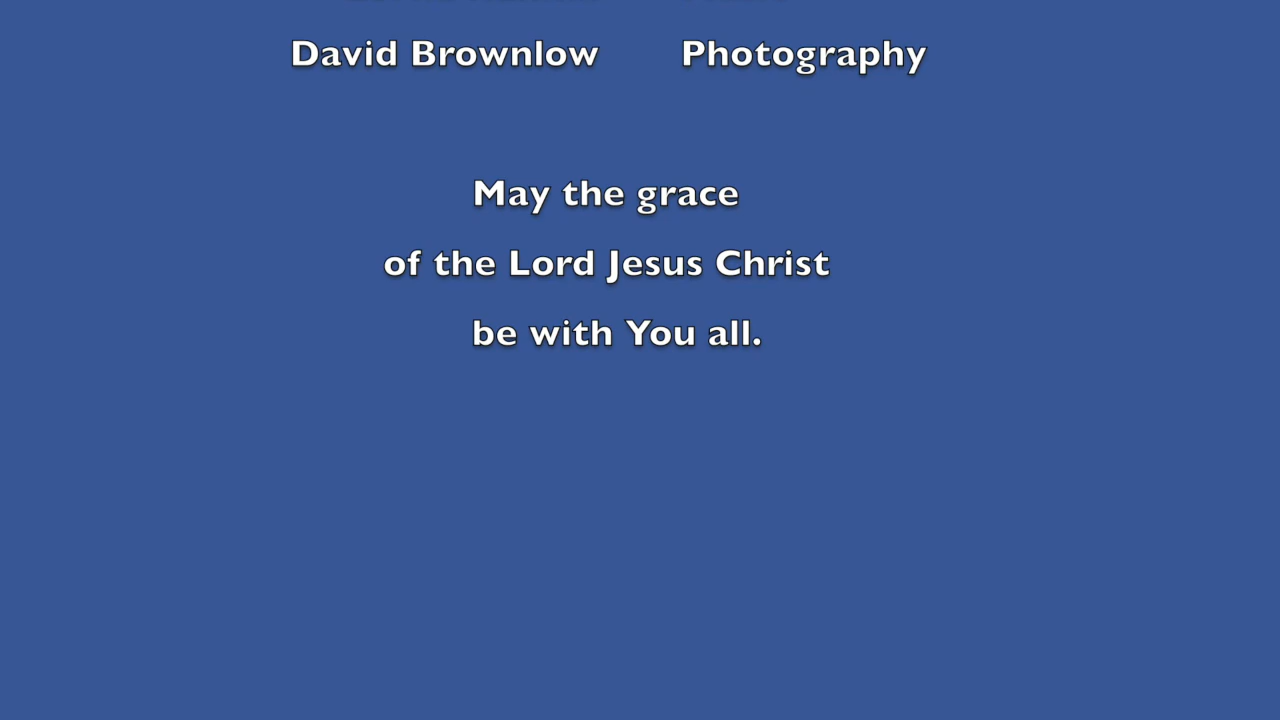 David Brownlow Photography
May the grace
of the Lord Jesus Christ
be with You all.